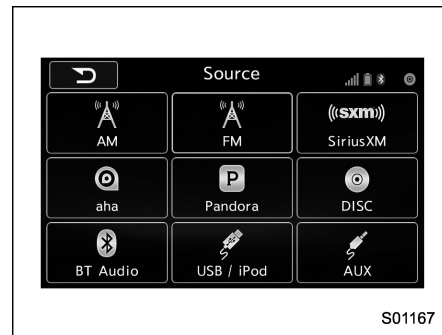 Source
AM
FM
((sxm))
SiriusXM
aha
P
Pandora
DISC
BT Audio
USB / iPod
AUX
S01167